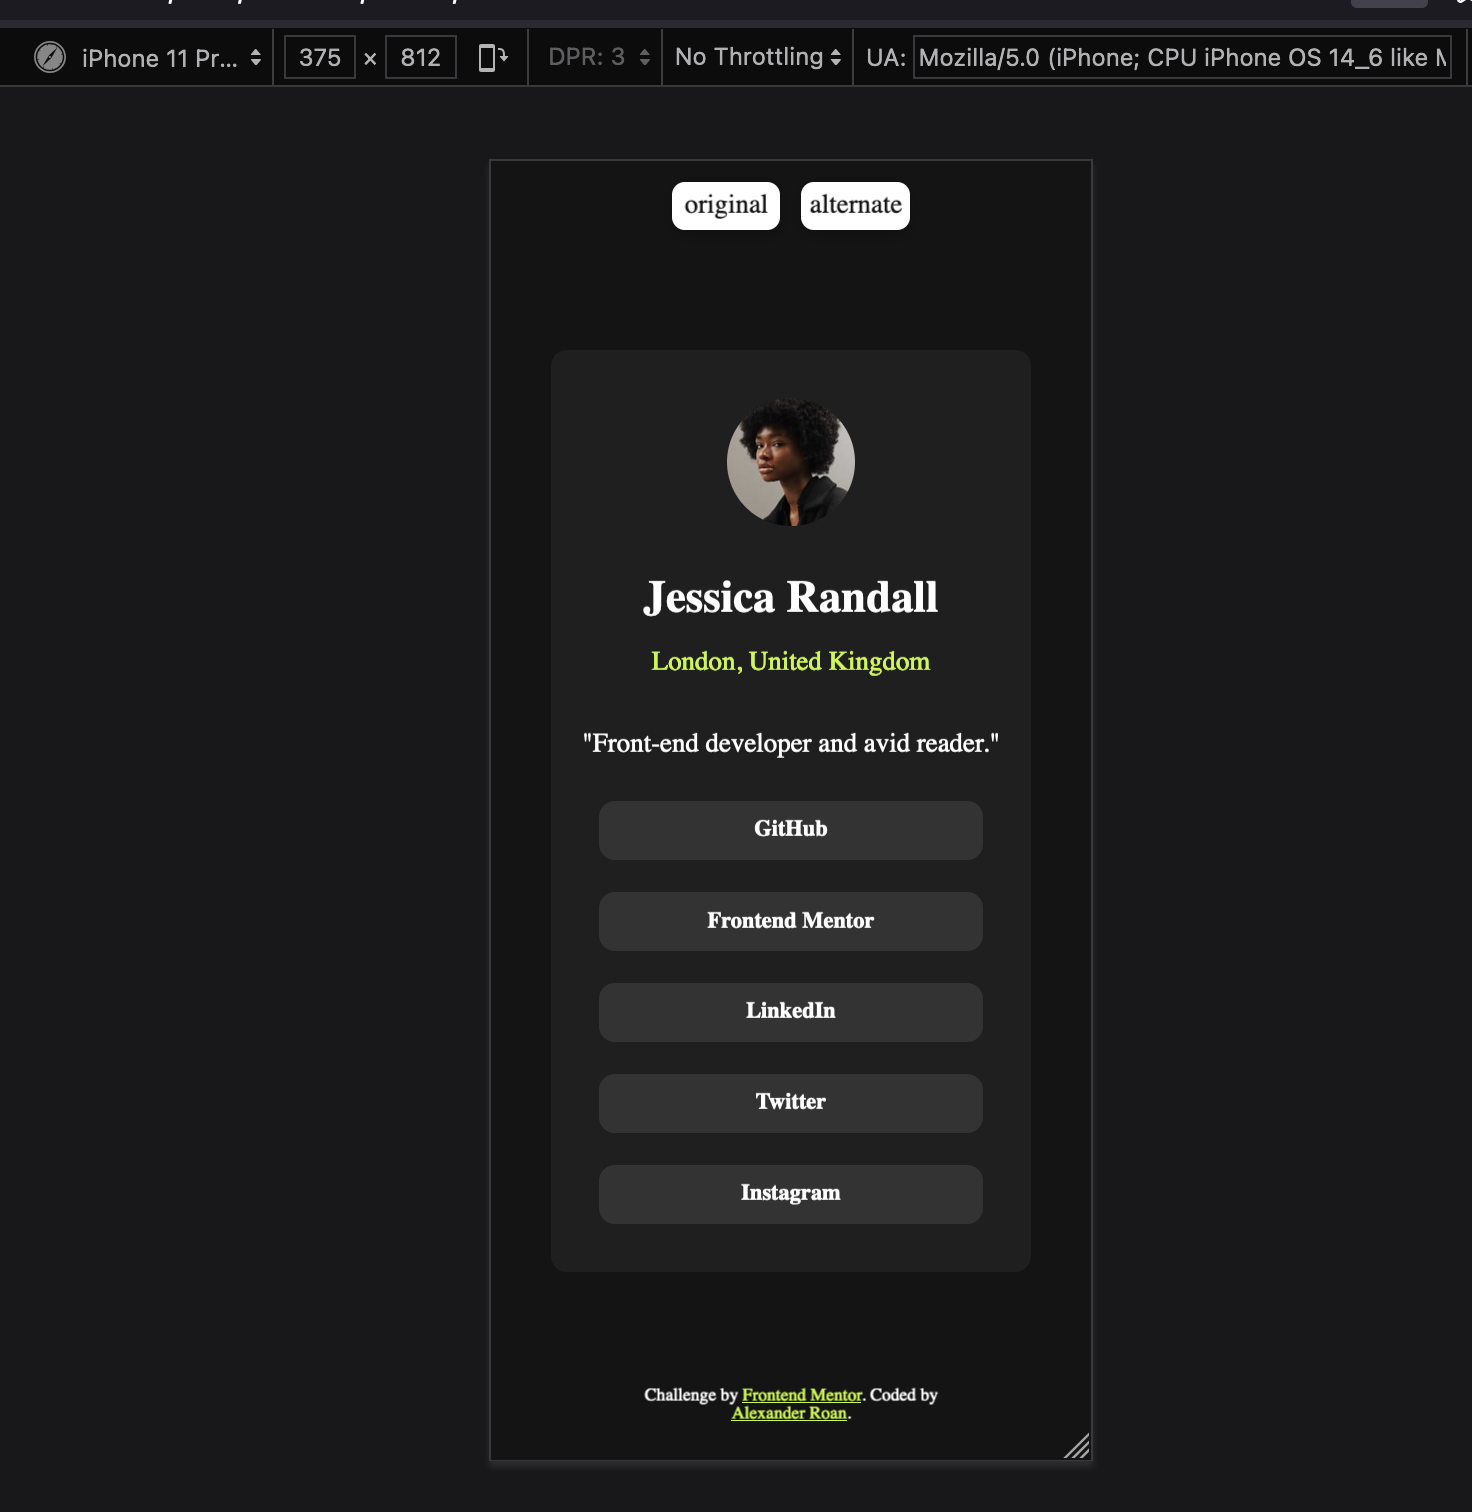 iPhone 11 Pr... 375 × 812 DPR: 3 No Throttling UA: Mozilla/5.0 (iPhone; CPU iPhone OS 14_6 like
original alternate
Jessica Randall
London, United Kingdom
"Front-end developer and avid reader."
GitHub
Frontend Mentor
LinkedIn
Twitter
Instagram
Challenge by Frontend Mentor. Coded by
Alexander Roan.